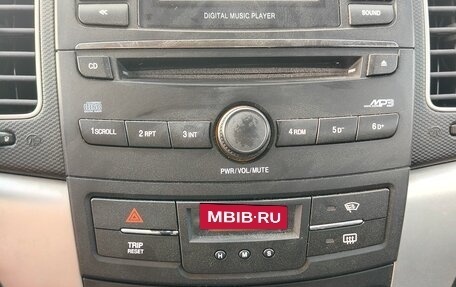 ≪
DIGITAL MUSIC PLAYER
SOUND
CD
MP3
1SCROLL
2 RPT
3 INT
4 RDM
5 D-
6 D+
PWR/VOL/MUTE
MBIB·RU
TRIP
RESET
H
M
S